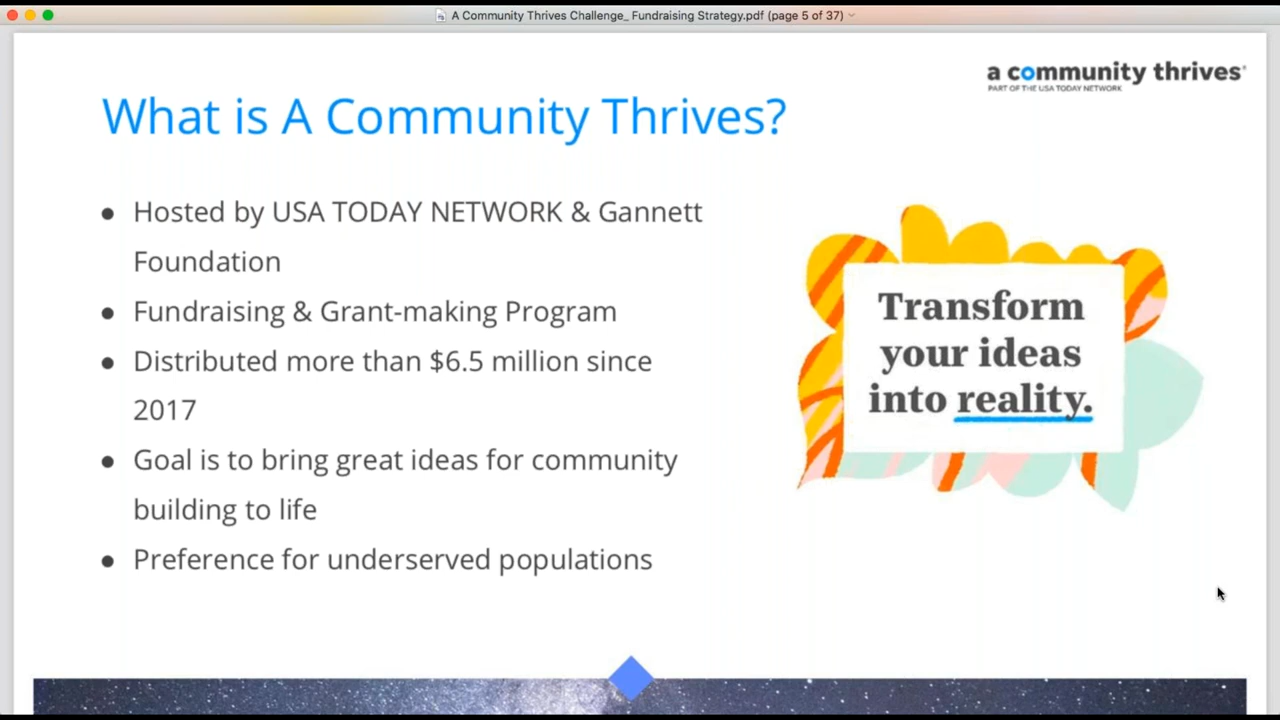 A Community Thrives Challenge_ Fundraising Strategy.pdf (page 5 of 37)
a community thrives
PART OF THE USA TODAY NETWORK
What is A Community Thrives?
● Hosted by USA TODAY NETWORK & Gannett
Foundation
● Fundraising & Grant-making Program
● Distributed more than $6.5 million since
2017
● Goal is to bring great ideas for community
building to life
● Preference for underserved populations
Transform
your ideas
into reality.